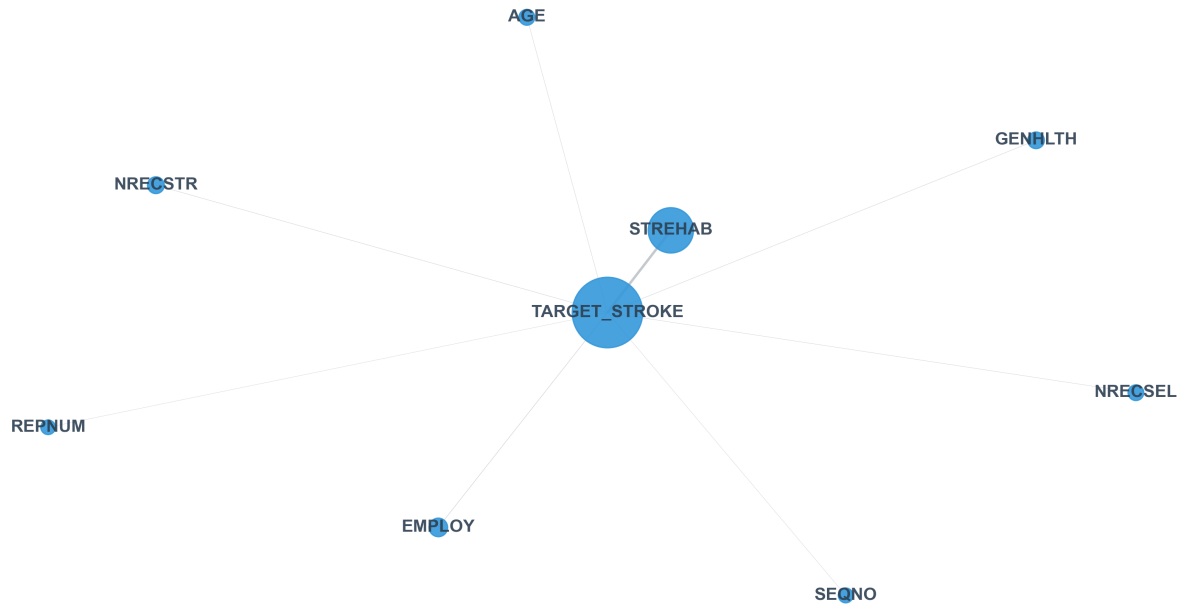 AGE
GENHLTH
NRECSTR
STREHAB
TARGET_STROKE
NRECSEL
REPNUM
EMPLOY
SEQNO